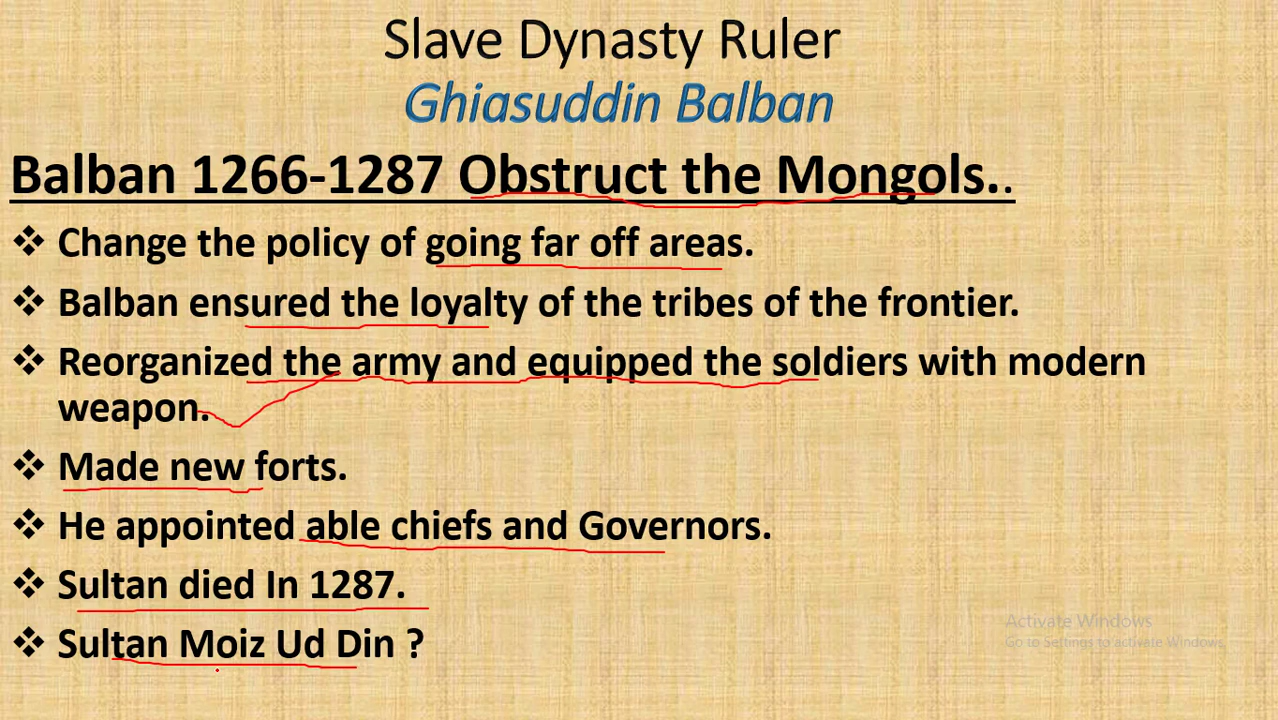 Slave Dynasty Ruler
Ghiasuddin Balban
Balban 1266-1287 Obstruct the Mongols..
❖ Change the policy of going far off areas.
❖ Balban ensured the loyalty of the tribes of the frontier.
❖ Reorganized the army and equipped the soldiers with modern
weapon.
❖ Made new forts.
❖ He appointed able chiefs and Governors.
❖ Sultan died In 1287.
❖ Sultan Moiz Ud Din ?
Activate Windows
Go to Settings to activate Windows.